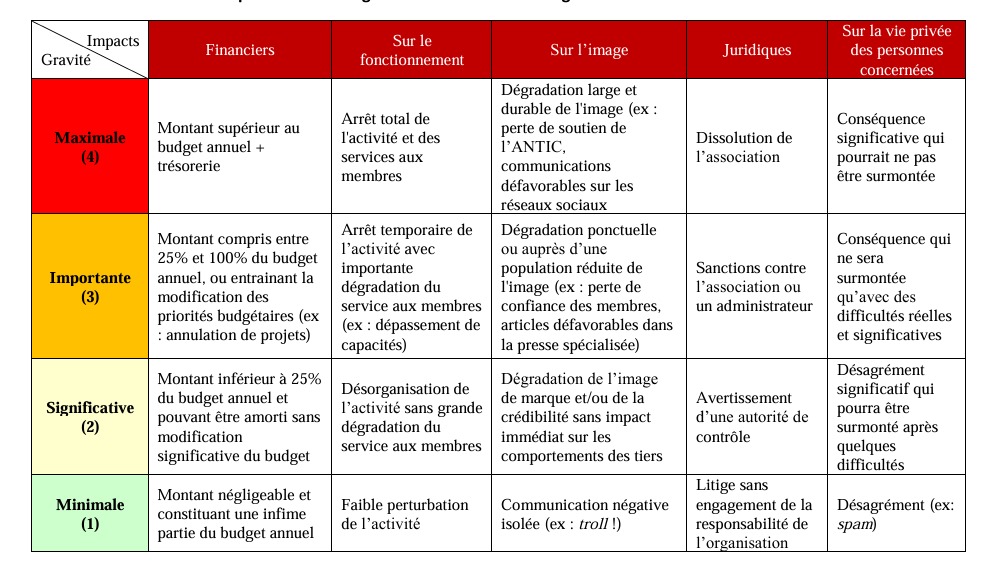 Impacts
Gravité
Financiers
Sur le
fonctionnement
Sur l'image
Juridiques
Sur la vie privée
des personnes
concernées
Maximale
(4)
Montant supérieur au
budget annuel +
trésorerie
Arrêt total de
l'activité et des
services aux
membres
Dégradation large et
durable de l'image (ex :
perte de soutien de
l'ANTIC,
communications
défavorables sur les
réseaux sociaux
Dissolution de
l'association
Conséquence
significative qui
pourrait ne pas
être surmontée
Importante
(3)
Montant compris entre
25% et 100% du budget
annuel, ou entrainant la
modification des
priorités budgétaires (ex
: annulation de projets)
Arrêt temporaire de
l'activité avec
importante
dégradation du
service aux membres
(ex : dépassement de
capacités)
Dégradation ponctuelle
ou auprès d'une
population réduite de
l'image (ex : perte de
confiance des membres,
articles défavorables dans
la presse spécialisée)
Sanctions contre
l'association ou
un administrateur
Conséquence qui
ne sera
surmontée
qu'avec des
difficultés réelles
et significatives
Significative
(2)
Montant inférieur à 25%
du budget annuel et
pouvant être amorti sans
modification
significative du budget
Désorganisation de
l'activité sans grande
dégradation du
service aux membres
Dégradation de l'image
de marque et/ou de la
crédibilité sans impact
immédiat sur les
comportements des tiers
Avertissement
d'une autorité de
contrôle
Désagrément
significatif qui
pourra être
surmonté après
quelques
difficultés
Minimale
(1)
Montant négligeable et
constituant une infime
partie du budget annuel
Faible perturbation
de l'activité
Communication négative
isolée (ex : troll !)
Litige sans
engagement de la
responsabilité de
l'organisation
Désagrément (ex:
spam)